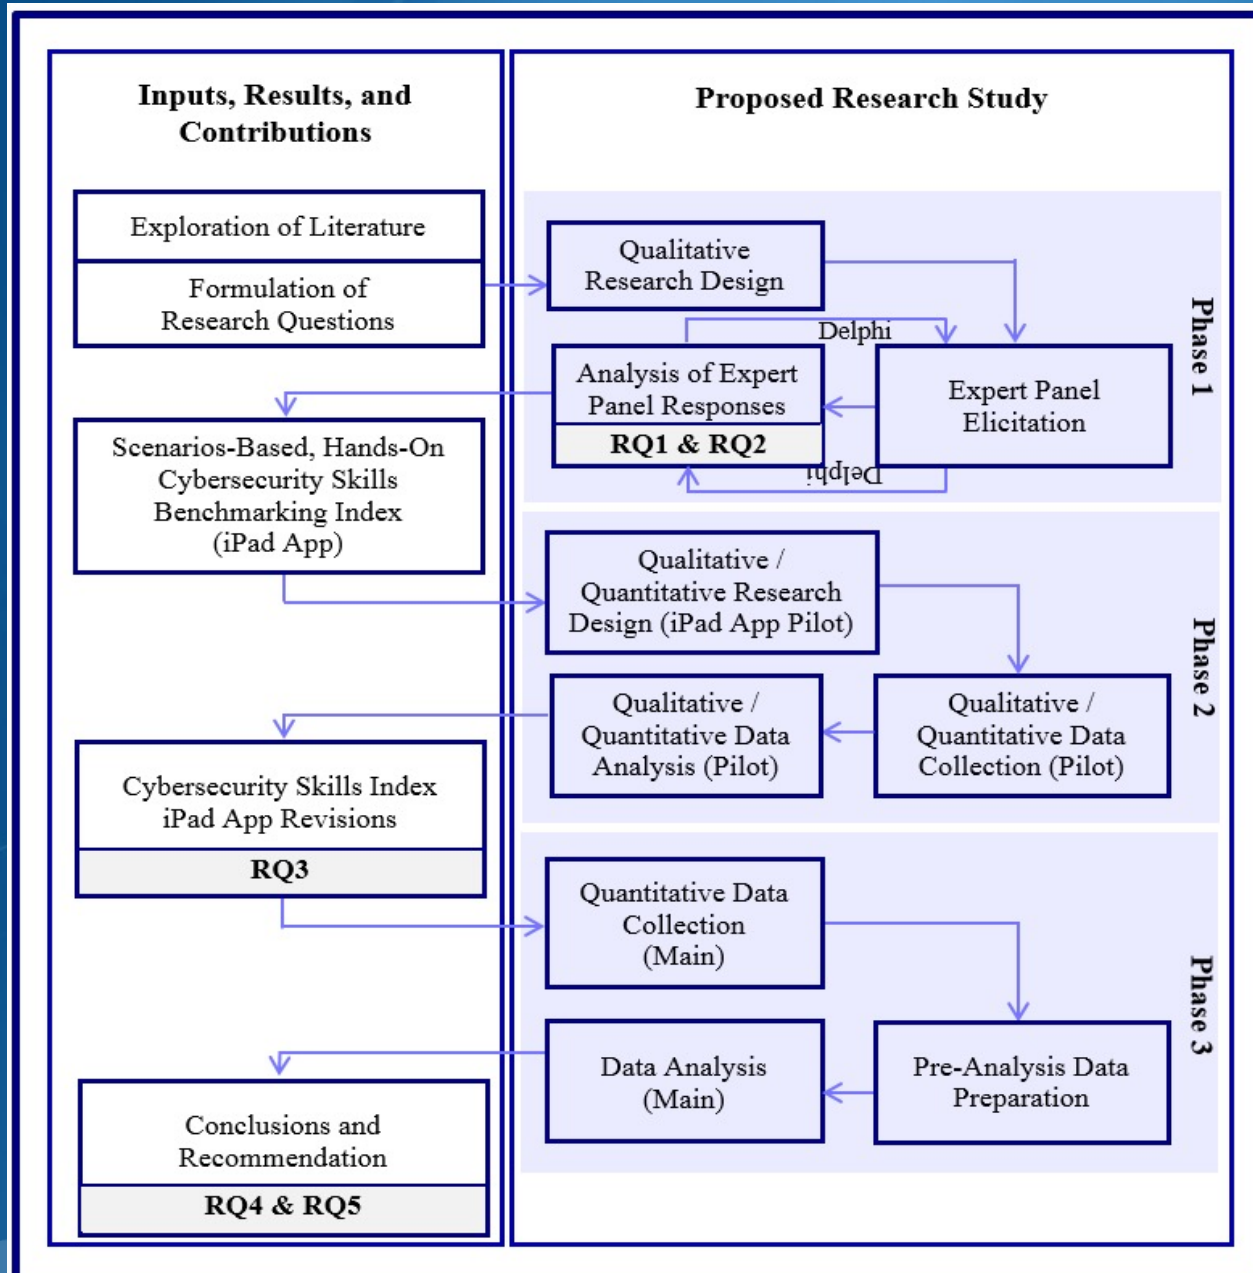 Inputs, Results, and
Contributions
Proposed Research Study
Exploration of Literature
Formulation of
Research Questions
Qualitative
Research Design
Phase 1
Delphi
Analysis of Expert
Panel Responses
RQ1 & RQ2
Expert Panel
Elicitation
Delphi
Scenarios-Based, Hands-On
Cybersecurity Skills
Benchmarking Index
(iPad App)
Qualitative /
Quantitative Research
Design (iPad App Pilot)
Phase 2
Qualitative /
Quantitative Data
Analysis (Pilot)
Qualitative /
Quantitative Data
Collection (Pilot)
Cybersecurity Skills Index
iPad App Revisions
RQ3
Quantitative Data
Collection
(Main)
Phase 3
Data Analysis
(Main)
Pre-Analysis Data
Preparation
Conclusions and
Recommendation
RQ4 & RQ5